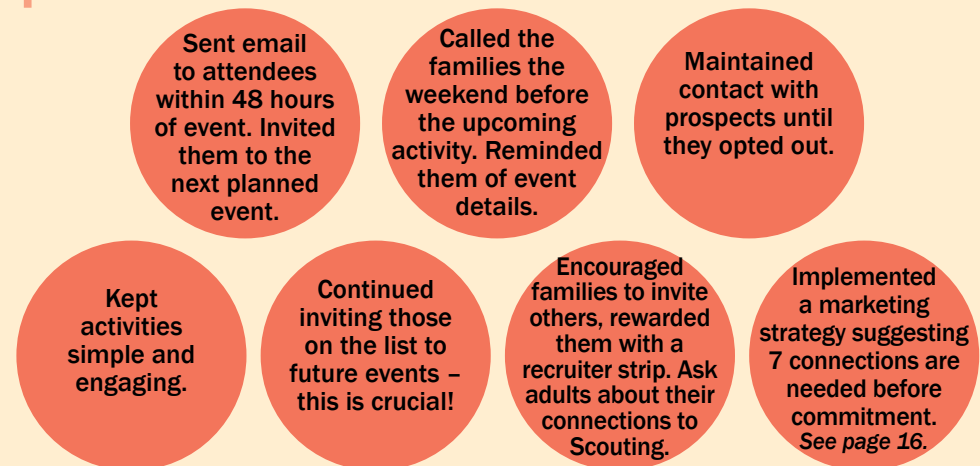 Sent email
to attendees
within 48 hours
of event. Invited
them to the
next planned
event.
Called the
families the
weekend before
the upcoming
activity. Reminded
them of event
details.
Maintained
contact with
prospects until
they opted out.
Kept
activities
simple and
engaging.
Continued
inviting those
on the list to
future events –
this is crucial!
Encouraged
families to invite
others, rewarded
them with a
recruiter strip. Ask
adults about their
connections to
Scouting.
Implemented
a marketing
strategy suggesting
7 connections are
needed before
commitment.
See page 16.